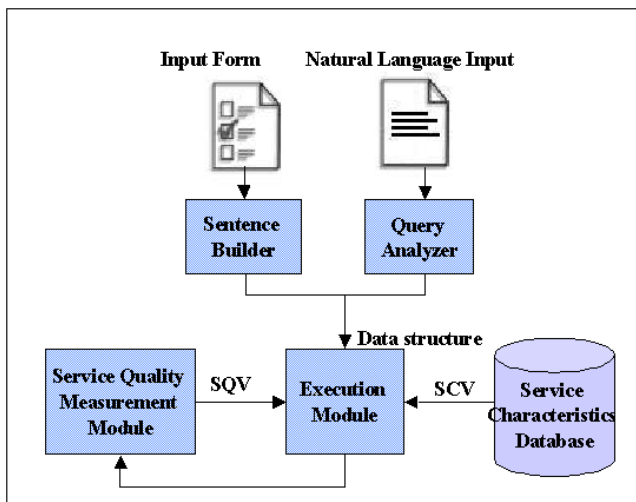 Input Form
Natural Language Input
Sentence
Builder
Query
Analyzer
Data structure
Service Quality
Measurement
Module
SQV
Execution
Module
SCV
Service
Characteristics
Database